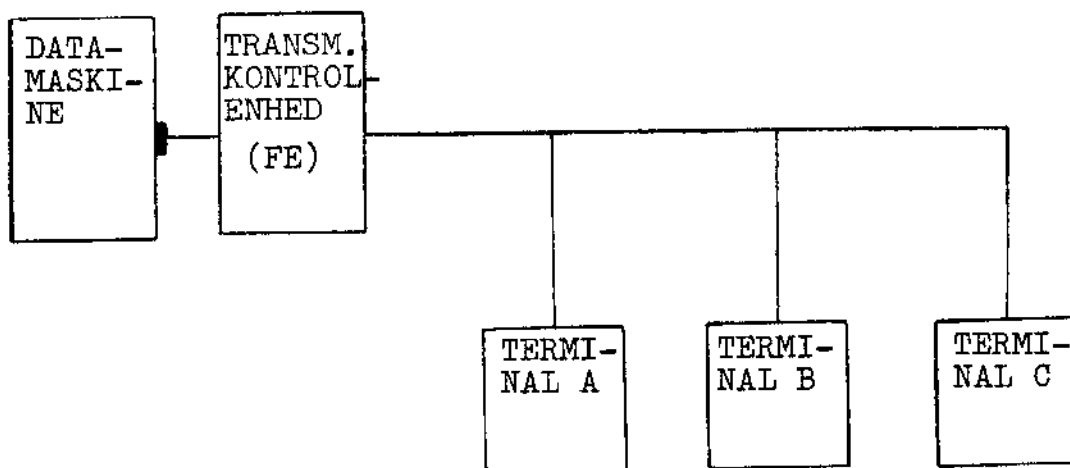 DATA-
MASKI-
NE
TRANSM.
KONTROL-
ENHED
(FE)
TERMI-
NAL A
TERMI-
NAL B
TERMI-
NAL C